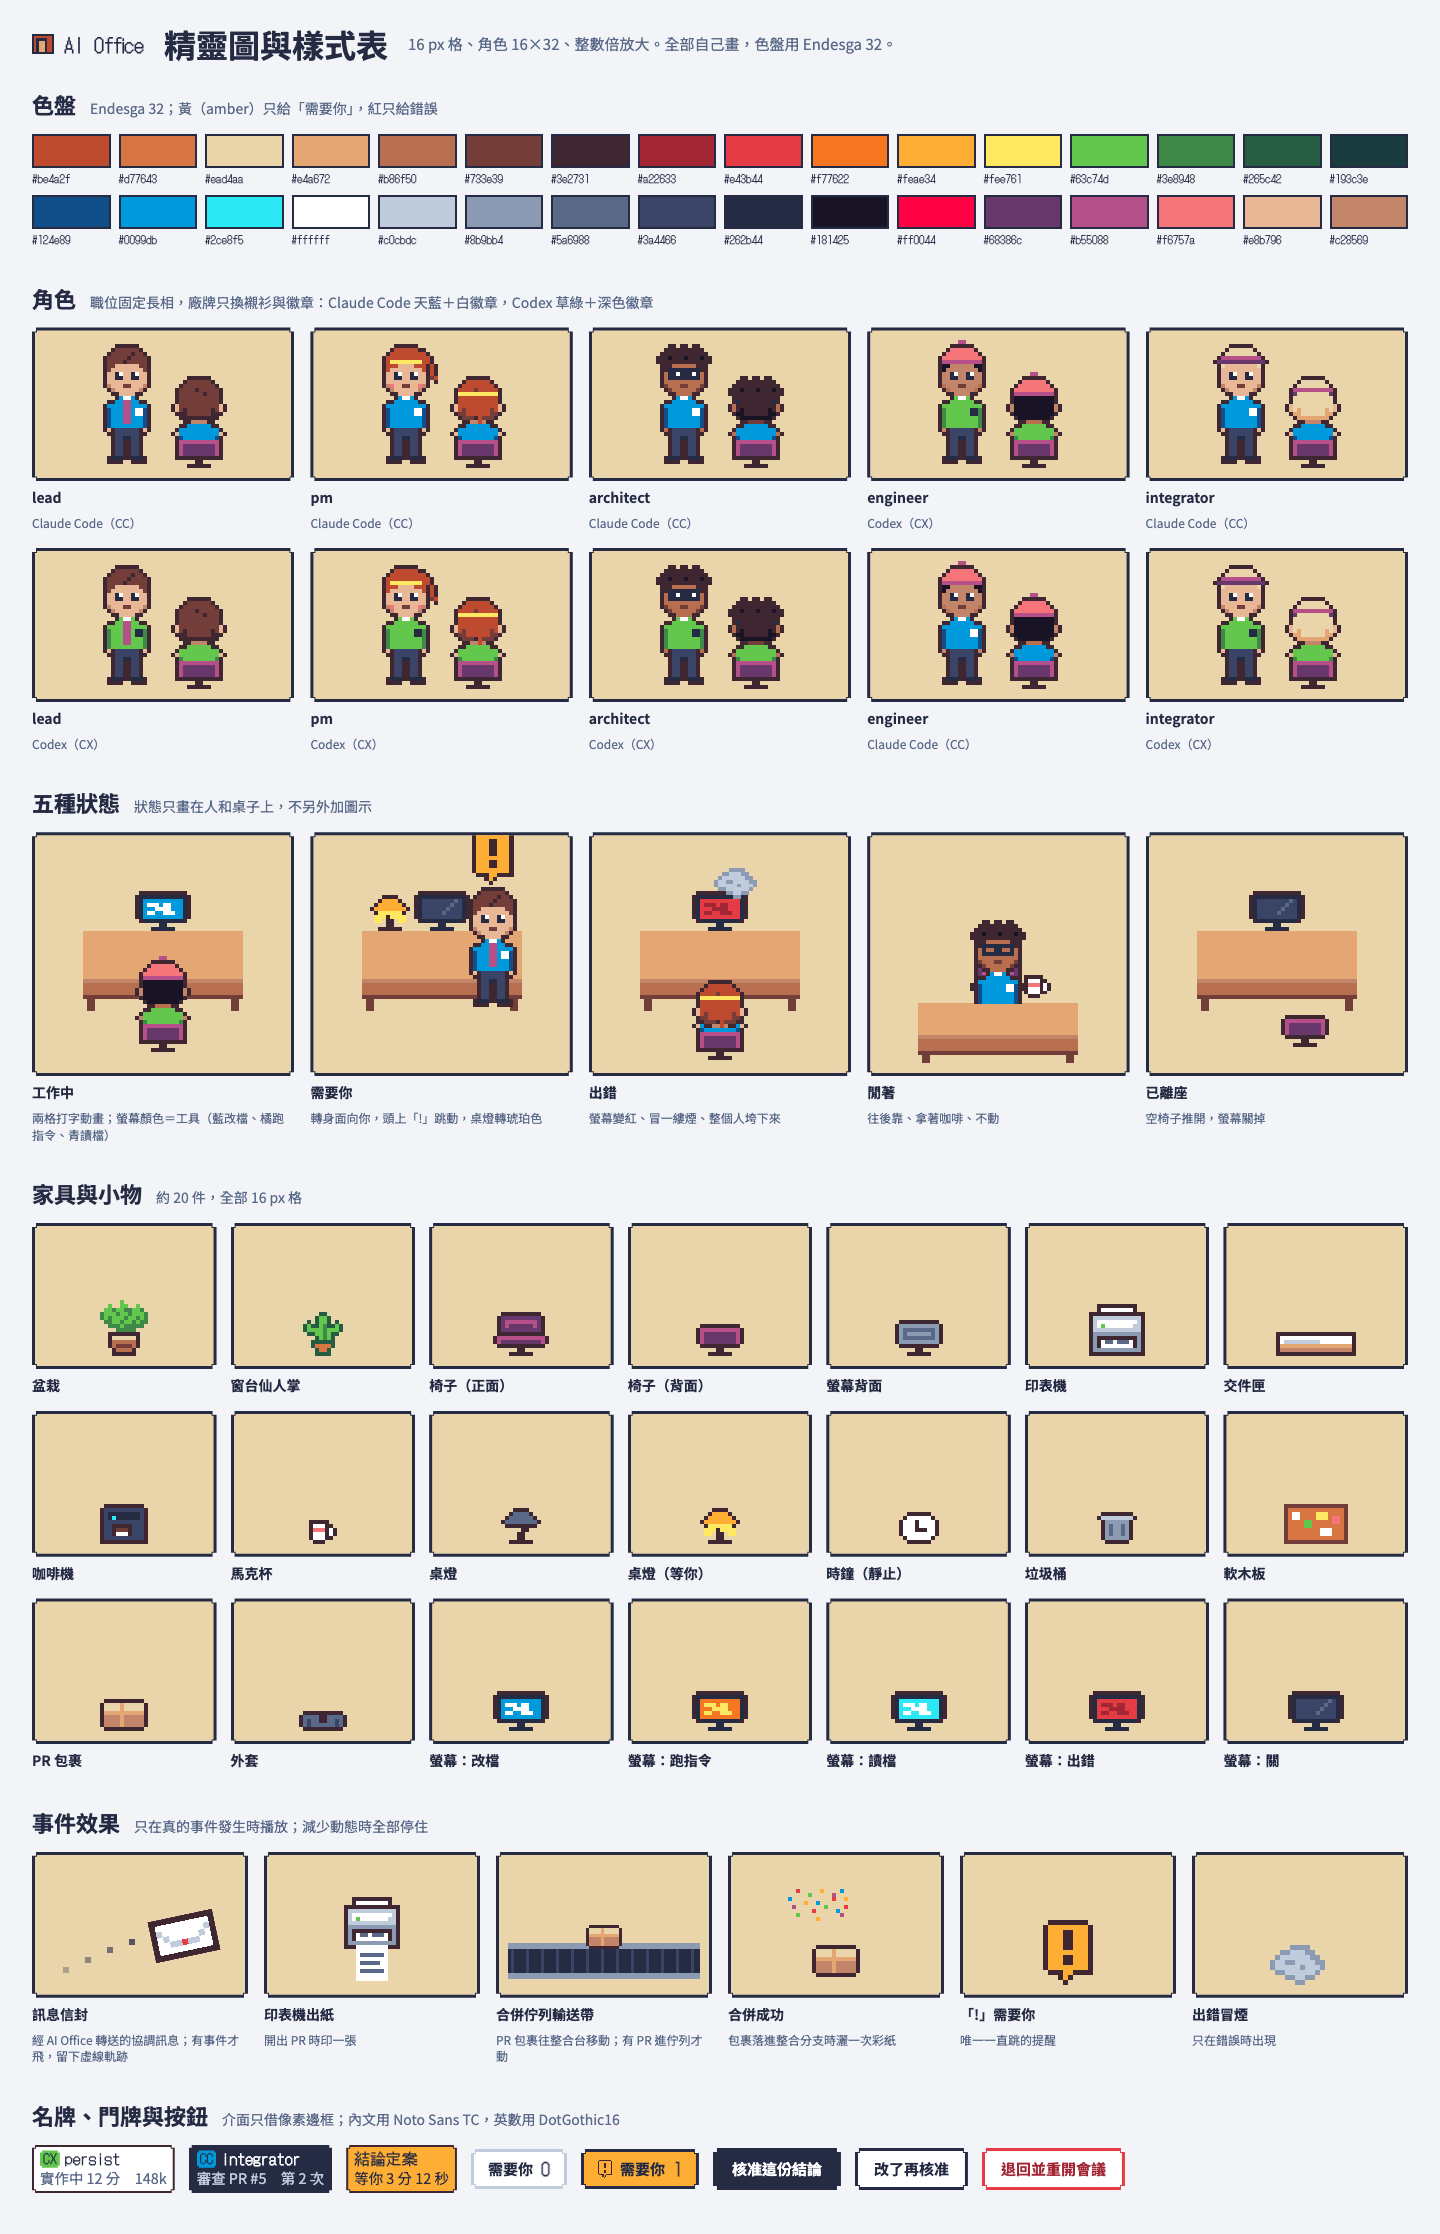 AI Office 精靈圖與樣式表 16 px 格、角色 16×32、整數倍放大。全部自己畫，色盤用 Endesga 32。
色盤 Endesga 32；黃（amber）只給「需要你」，紅只給錯誤
#be4a2f #d77643 #ead4aa #e4a672 #b86f50 #733e39 #3e2731 #a22633 #e43b44 #f77622 #feae34 #fee761 #63c74d #3e8948 #265c42 #193c3e
#124e89 #0099db #2ce8f5 #ffffff #c0cbdc #8b9bb4 #5a6988 #3a4466 #262b44 #181425 #ff0044 #68386c #b55088 #f6757a #e8b796 #c28569
角色 職位固定長相，廠牌只換襯衫與徽章：Claude Code 天藍＋白徽章，Codex 草綠＋深色徽章
lead pm architect engineer integrator
Claude Code（CC） Claude Code（CC） Claude Code（CC） Codex（CX） Claude Code（CC）
lead pm architect engineer integrator
Codex（CX） Codex（CX） Codex（CX） Claude Code（CC） Codex（CX）
五種狀態 狀態只畫在人和桌子上，不另外加圖示
工作中 需要你 出錯 閒著 已離座
兩格打字動畫；螢幕顏色＝工具（藍改檔、橘跑 轉身面向你，頭上「!」跳動，桌燈轉琥珀色 螢幕變紅、冒一縷煙、整個人垮下來 往後靠、拿著咖啡、不動 空椅子推開，螢幕關掉
指令、青讀檔）
家具與小物 約 20 件，全部 16 px 格
盆栽 窗台仙人掌 椅子（正面） 椅子（背面） 螢幕背面 印表機 交件匣
咖啡機 馬克杯 桌燈 桌燈（等你） 時鐘（靜止） 垃圾桶 軟木板
PR 包裹 外套 螢幕：改檔 螢幕：跑指令 螢幕：讀檔 螢幕：出錯 螢幕：關
事件效果 只在真的事件發生時播放；減少動態時全部停住
訊息信封 印表機出紙 合併佇列輸送帶 合併成功 「!」需要你 出錯冒煙
經 AI Office 轉送的協調訊息；有事件才 開出 PR 時印一張 PR 包裹往整合台移動；有 PR 進佇列才 包裹落進整合分支時灑一次彩紙 唯一一直跳的提醒 只在錯誤時出現
飛，留下虛線軌跡 動
名牌、門牌與按鈕 介面只借像素邊框；內文用 Noto Sans TC，英數用 DotGothic16
CX persist CC integrator 結論定案 需要你 0 需要你 1 核准這份結論 改了再核准 退回並重開會議
實作中 12 分 148k 審查 PR #5 第 2 次 等你 3 分 12 秒